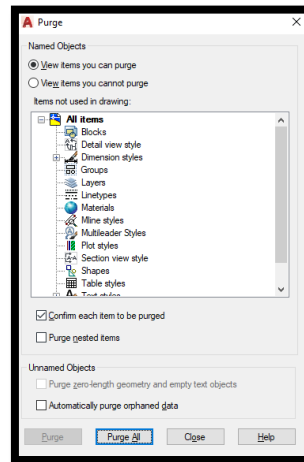 A Purge
Named Objects
View items you can purge
View items you cannot purge
Items not used in drawing:
All items
Blocks
Detail view style
Dimension styles
Groups
Layers
Linetypes
Materials
Mline styles
Multileader Styles
Plot styles
Section view style
Shapes
Table styles
Text styles
Confirm each item to be purged
Purge nested items
Unnamed Objects
Purge zero-length geometry and empty text objects
Automatically purge orphaned data
Purge Purge All Close Help